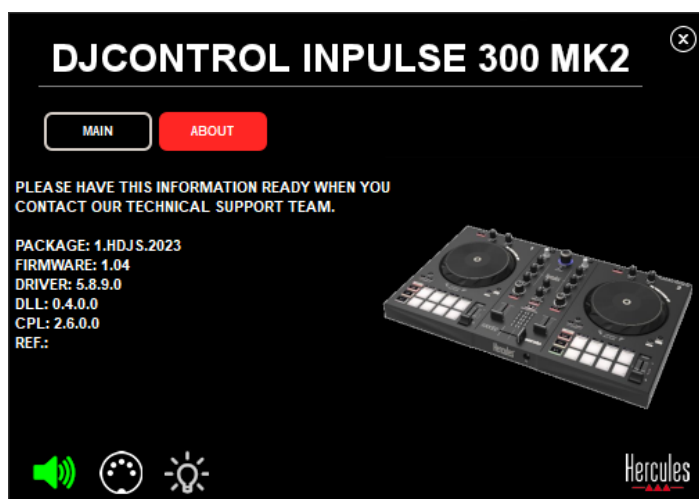 DJCONTROL INPULSE 300 MK2
MAIN
ABOUT
PLEASE HAVE THIS INFORMATION READY WHEN YOU
CONTACT OUR TECHNICAL SUPPORT TEAM.
PACKAGE: 1.HDJS.2023
FIRMWARE: 1.04
DRIVER: 5.8.9.0
DLL: 0.4.0.0
CPL: 2.6.0.0
REF.:
Hercules